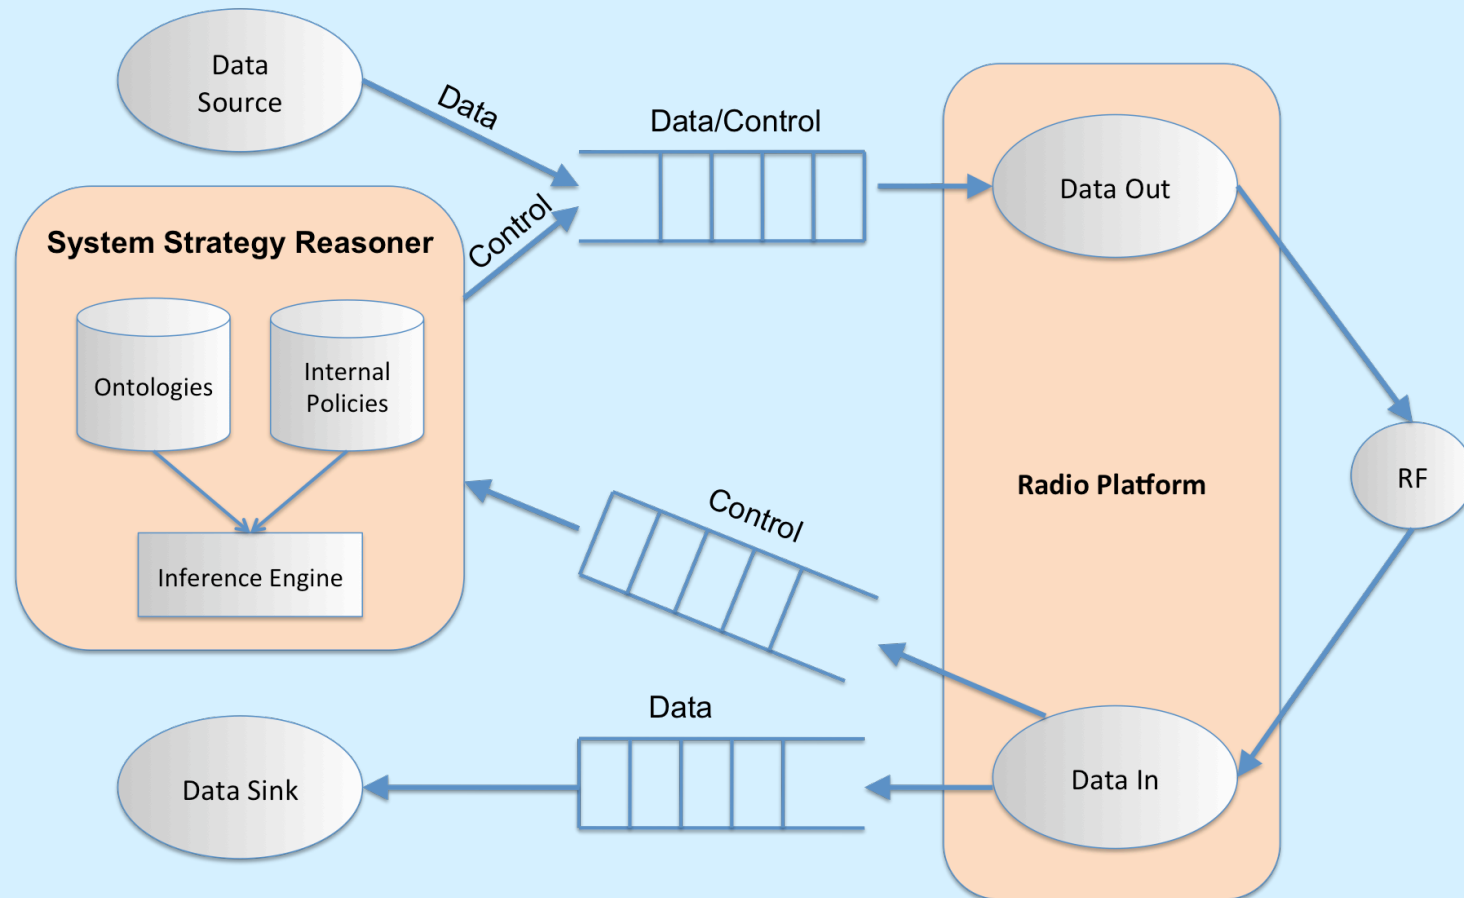 Data
Source
Data
Data/Control
Data Out
System Strategy Reasoner
Control
Ontologies
Internal
Policies
Inference Engine
Control
Radio Platform
RF
Data
Data Sink
Data In